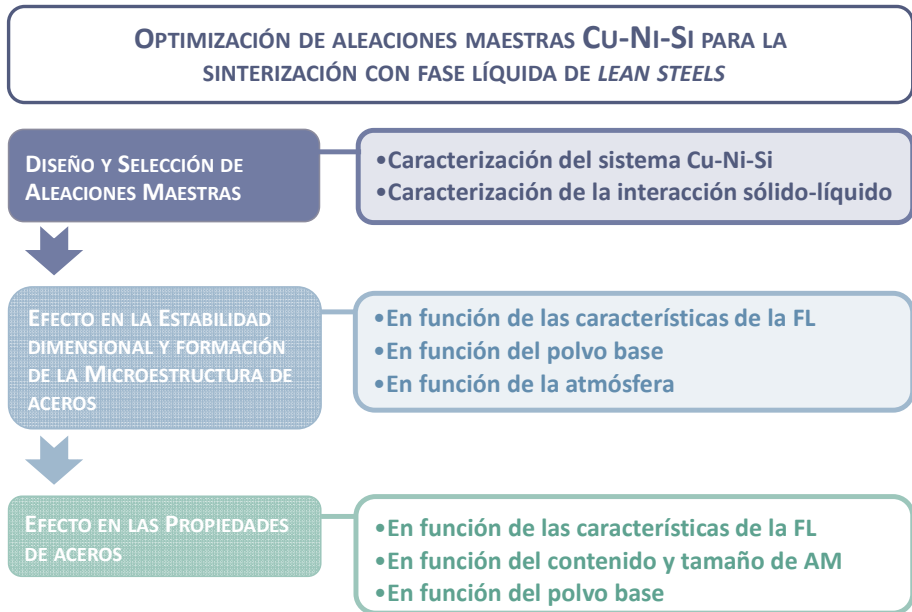 OPTIMIZACIÓN DE ALEACIONES MAESTRAS CU-NI-SI PARA LA
SINTERIZACIÓN CON FASE LÍQUIDA DE LEAN STEELS
DISEÑO Y SELECCIÓN DE
ALEACIONES MAESTRAS
•Caracterización del sistema Cu-Ni-Si
•Caracterización de la interacción sólido-líquido
EFECTO EN LA ESTABILIDAD
DIMENSIONAL Y FORMACIÓN
DE LA MICROESTRUCTURA DE
ACEROS
•En función de las características de la FL
•En función del polvo base
•En función de la atmósfera
EFECTO EN LAS PROPIEDADES
DE ACEROS
•En función de las características de la FL
•En función del contenido y tamaño de AM
•En función del polvo base